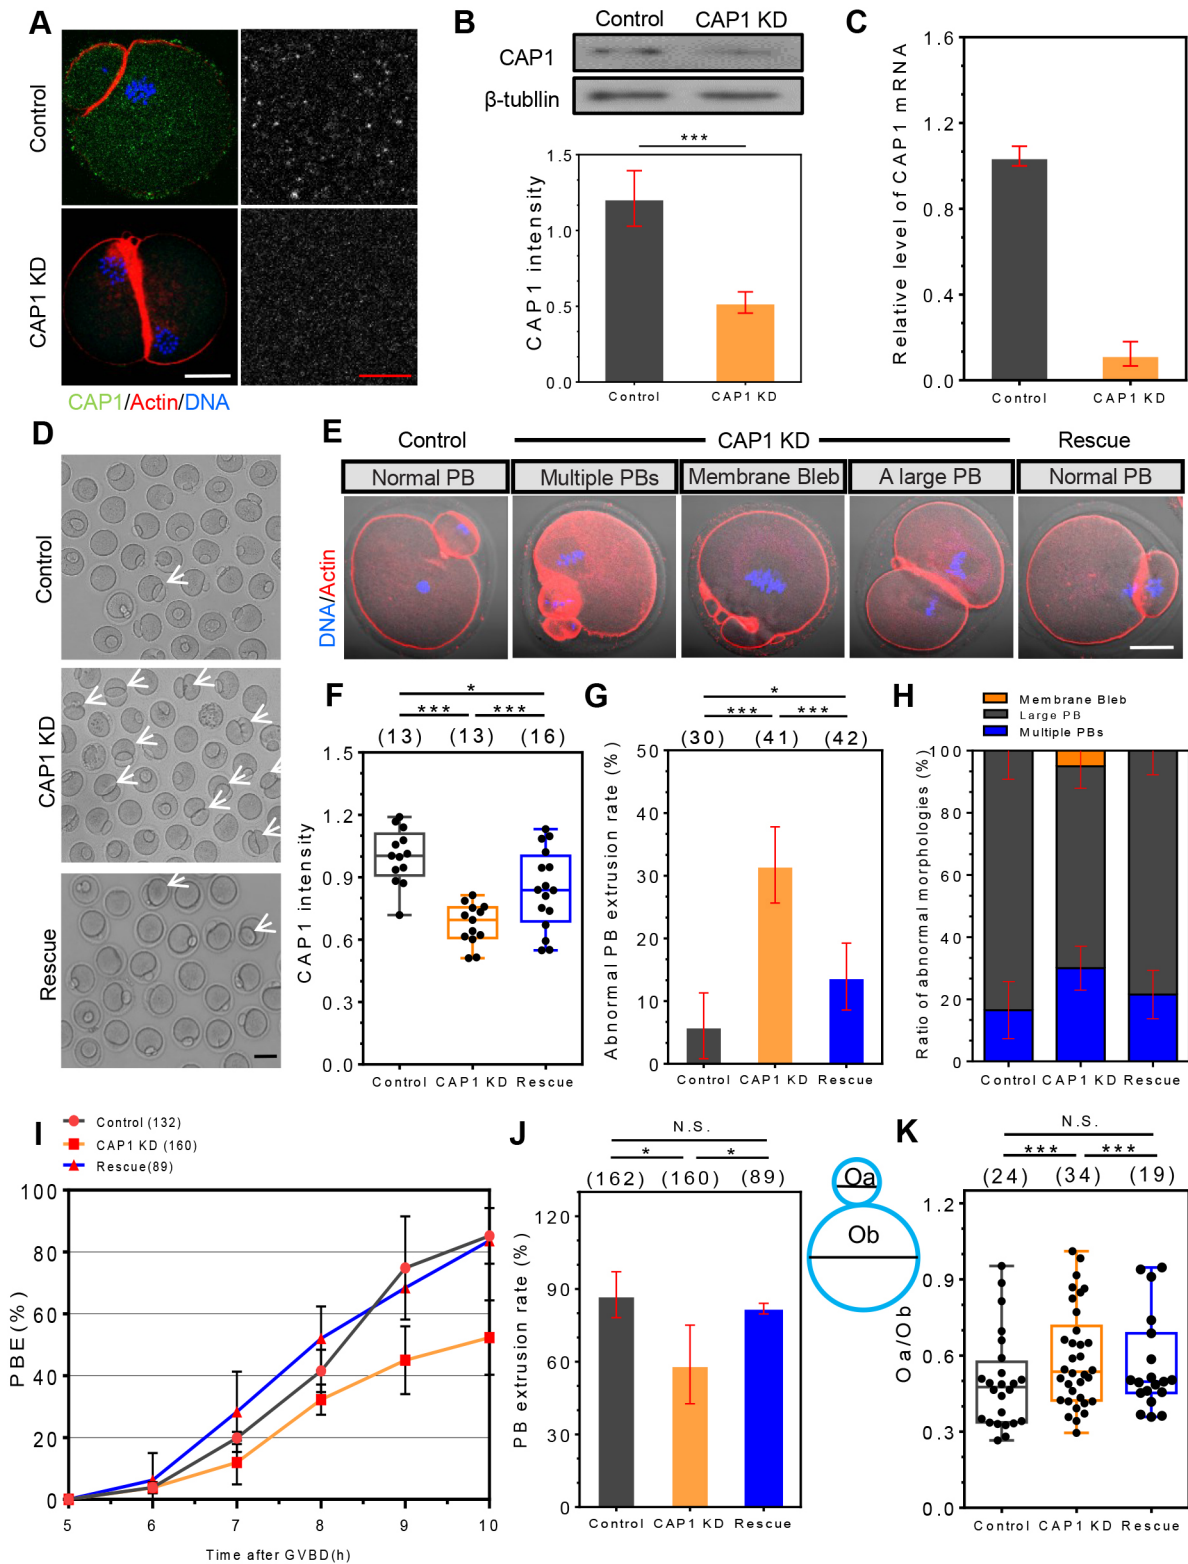 A
Control
CAP1 KD
CAP1/Actin/DNA
B
Control CAP1 KD
CAP1
β-tubllin
***
CAP1 intensity
1.5
1.0
0.5
0.0
Control CAP1 KD
C
Relative level of CAP1 mRNA
1.6
1.2
0.8
0.4
0.0
Control CAP1 KD
D
Control
CAP1 KD
Rescue
E
Control CAP1 KD Rescue
Normal PB Multiple PBs Membrane Bleb A large PB Normal PB
DNA/Actin
F
*
*** ***
(13) (13) (16)
CAP1 intensity
1.5
1.2
0.9
0.6
0.3
0.0
Control CAP1 KD Rescue
G
*
*** ***
(30) (41) (42)
Abnormal PB extrusion rate (%)
50
40
30
20
10
0
Control CAP1 KD Rescue
H
Membrane Bleb
Large PB
Multiple PBs
Ratio of abnormal morphologies (%)
100
80
60
40
20
0
Control CAP1 KD Rescue
I
Control (132)
CAP1 KD (160)
Rescue(89)
PBE (%)
100
80
60
40
20
0
5 6 7 8 9 10
Time after GVBD(h)
J
N.S.
* *
(162) (160) (89)
PB extrusion rate (%)
120
90
60
30
0
Control CAP1 KD Rescue
Oa
Ob
K
N.S.
*** ***
(24) (34) (19)
Oa/Ob
1.2
0.9
0.6
0.3
0.0
Control CAP1 KD Rescue